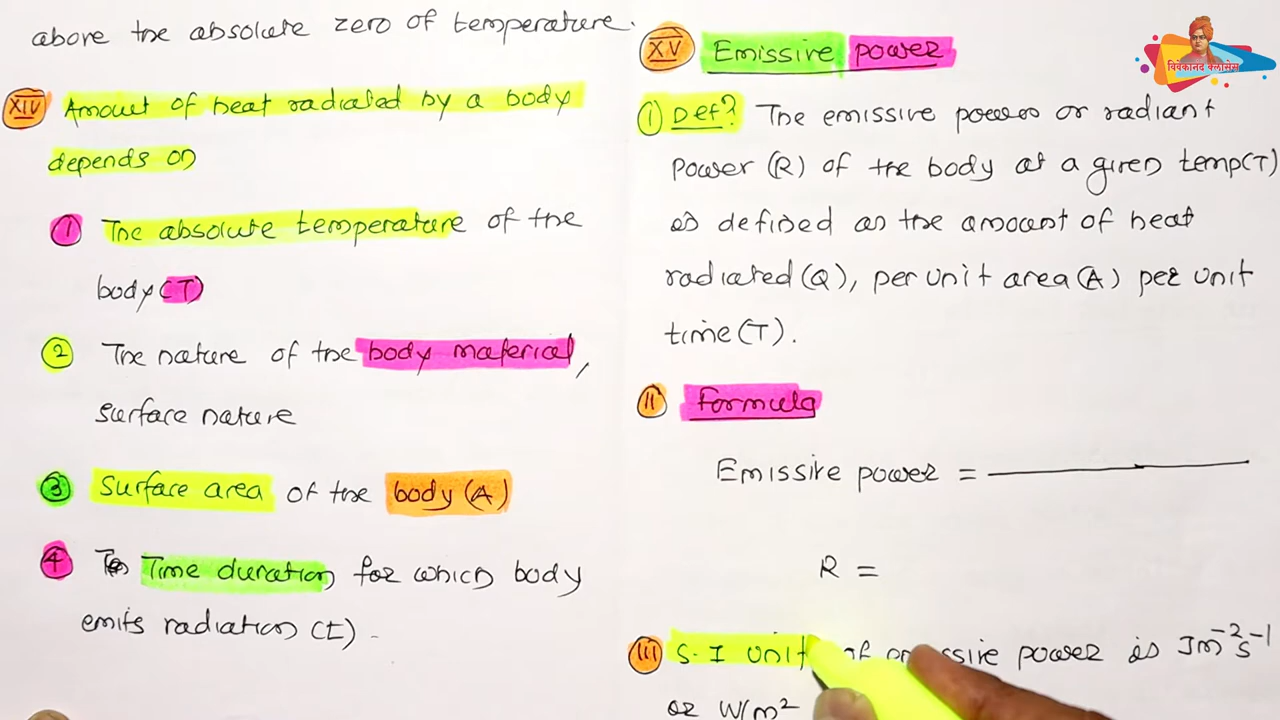 above the absolute zero of temperature.
XIV Amount of heat radiated by a body
depends on
1 The absolute temperature of the
body (T)
2 The nature of the body material,
surface nature
3 Surface area of the body (A)
4 Time duration for which body
emits radiation (t).
XV Emissive power
i Def? The emissive power or radiant
Power (R) of the body at a given temp(T)
is defined as the amount of heat
radiated (Q), per unit area (A) per unit
time (T).
ii Formula
Emissive power =
R =
iii S.I unit of emissive power is Jm⁻²s⁻¹
or W/m²
विवेकानंद क्लासेस